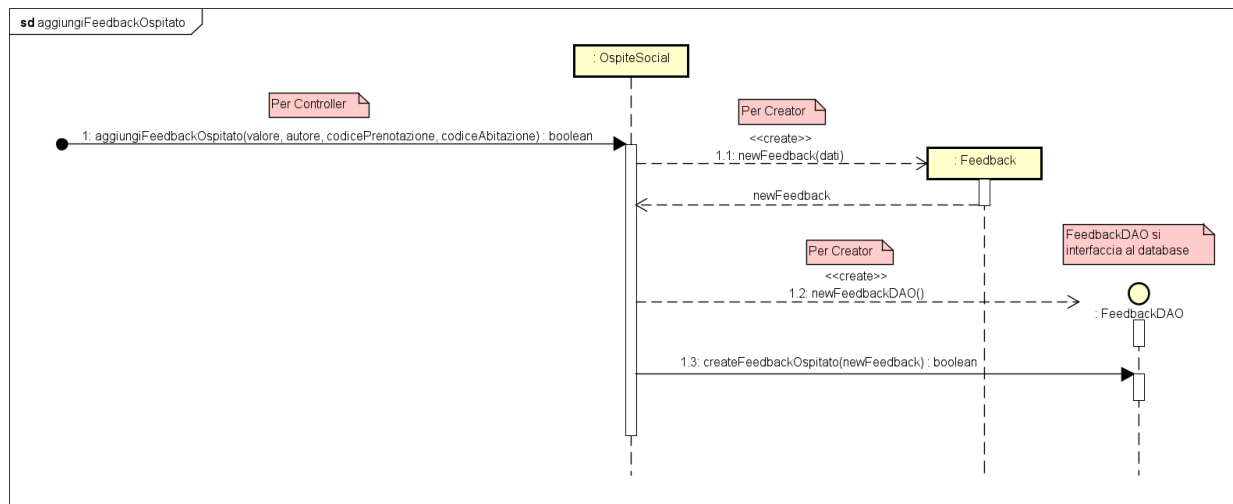 sd aggiungiFeedbackOspitato
: OspiteSocial
Per Controller
1: aggiungiFeedbackOspitato(valore, autore, codicePrenotazione, codiceAbitazione) : boolean
Per Creator
<<create>>
1.1: newFeedback(dati)
: Feedback
newFeedback
Per Creator
<<create>>
1.2: newFeedbackDAO()
FeedbackDAO si
interfaccia al database
: FeedbackDAO
1.3: createFeedbackOspitato(newFeedback) : boolean